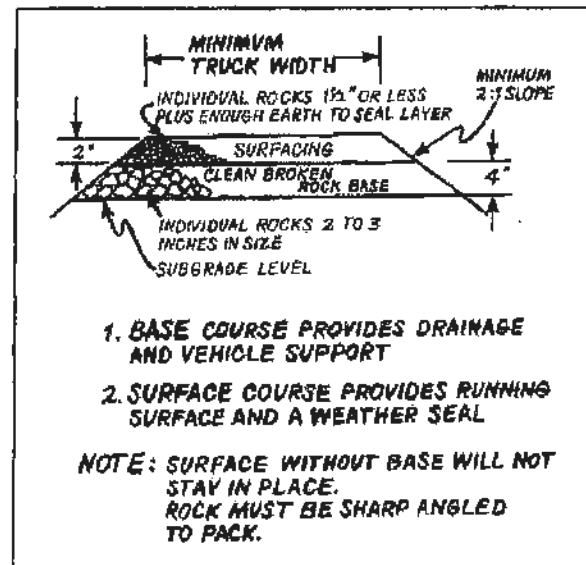 MINIMUM
TRUCK WIDTH
INDIVIDUAL ROCKS 1½" OR LESS
PLUS ENOUGH EARTH TO SEAL LAYER
MINIMUM
2:1 SLOPE
2"
SURFACING
CLEAN BROKEN
ROCK BASE
4"
INDIVIDUAL ROCKS 2 TO 3
INCHES IN SIZE
SUBGRADE LEVEL
1. BASE COURSE PROVIDES DRAINAGE
AND VEHICLE SUPPORT
2. SURFACE COURSE PROVIDES RUNNING
SURFACE AND A WEATHER SEAL
NOTE: SURFACE WITHOUT BASE WILL NOT
STAY IN PLACE.
ROCK MUST BE SHARP ANGLED
TO PACK.